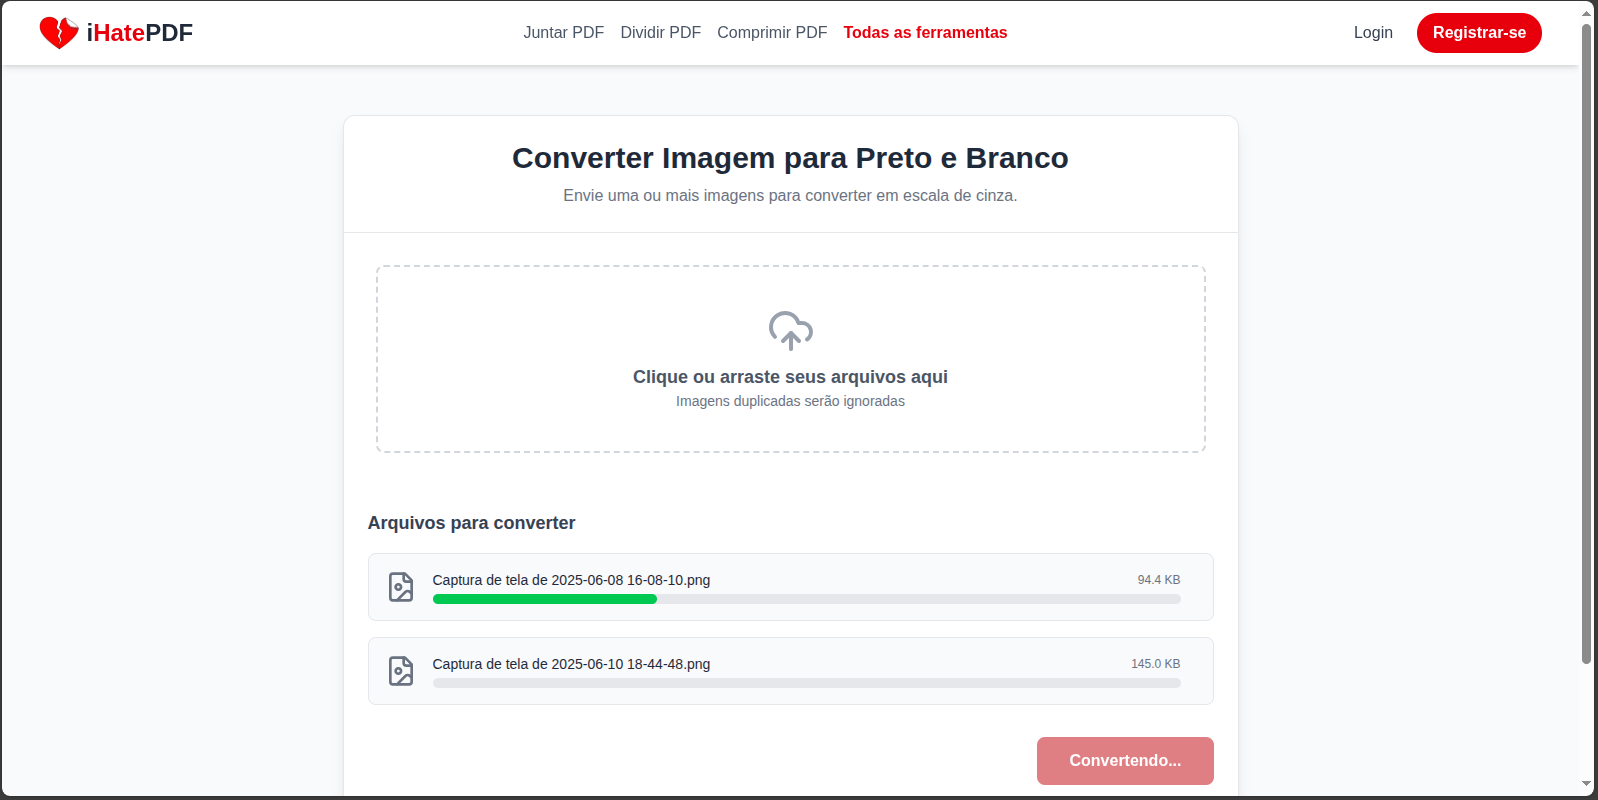 iHatePDF
Juntar PDF Dividir PDF Comprimir PDF Todas as ferramentas
Login Registrar-se
Converter Imagem para Preto e Branco
Envie uma ou mais imagens para converter em escala de cinza.
Clique ou arraste seus arquivos aqui
Imagens duplicadas serão ignoradas
Arquivos para converter
Captura de tela de 2025-06-08 16-08-10.png 94.4 KB
Captura de tela de 2025-06-10 18-44-48.png 145.0 KB
Convertendo...